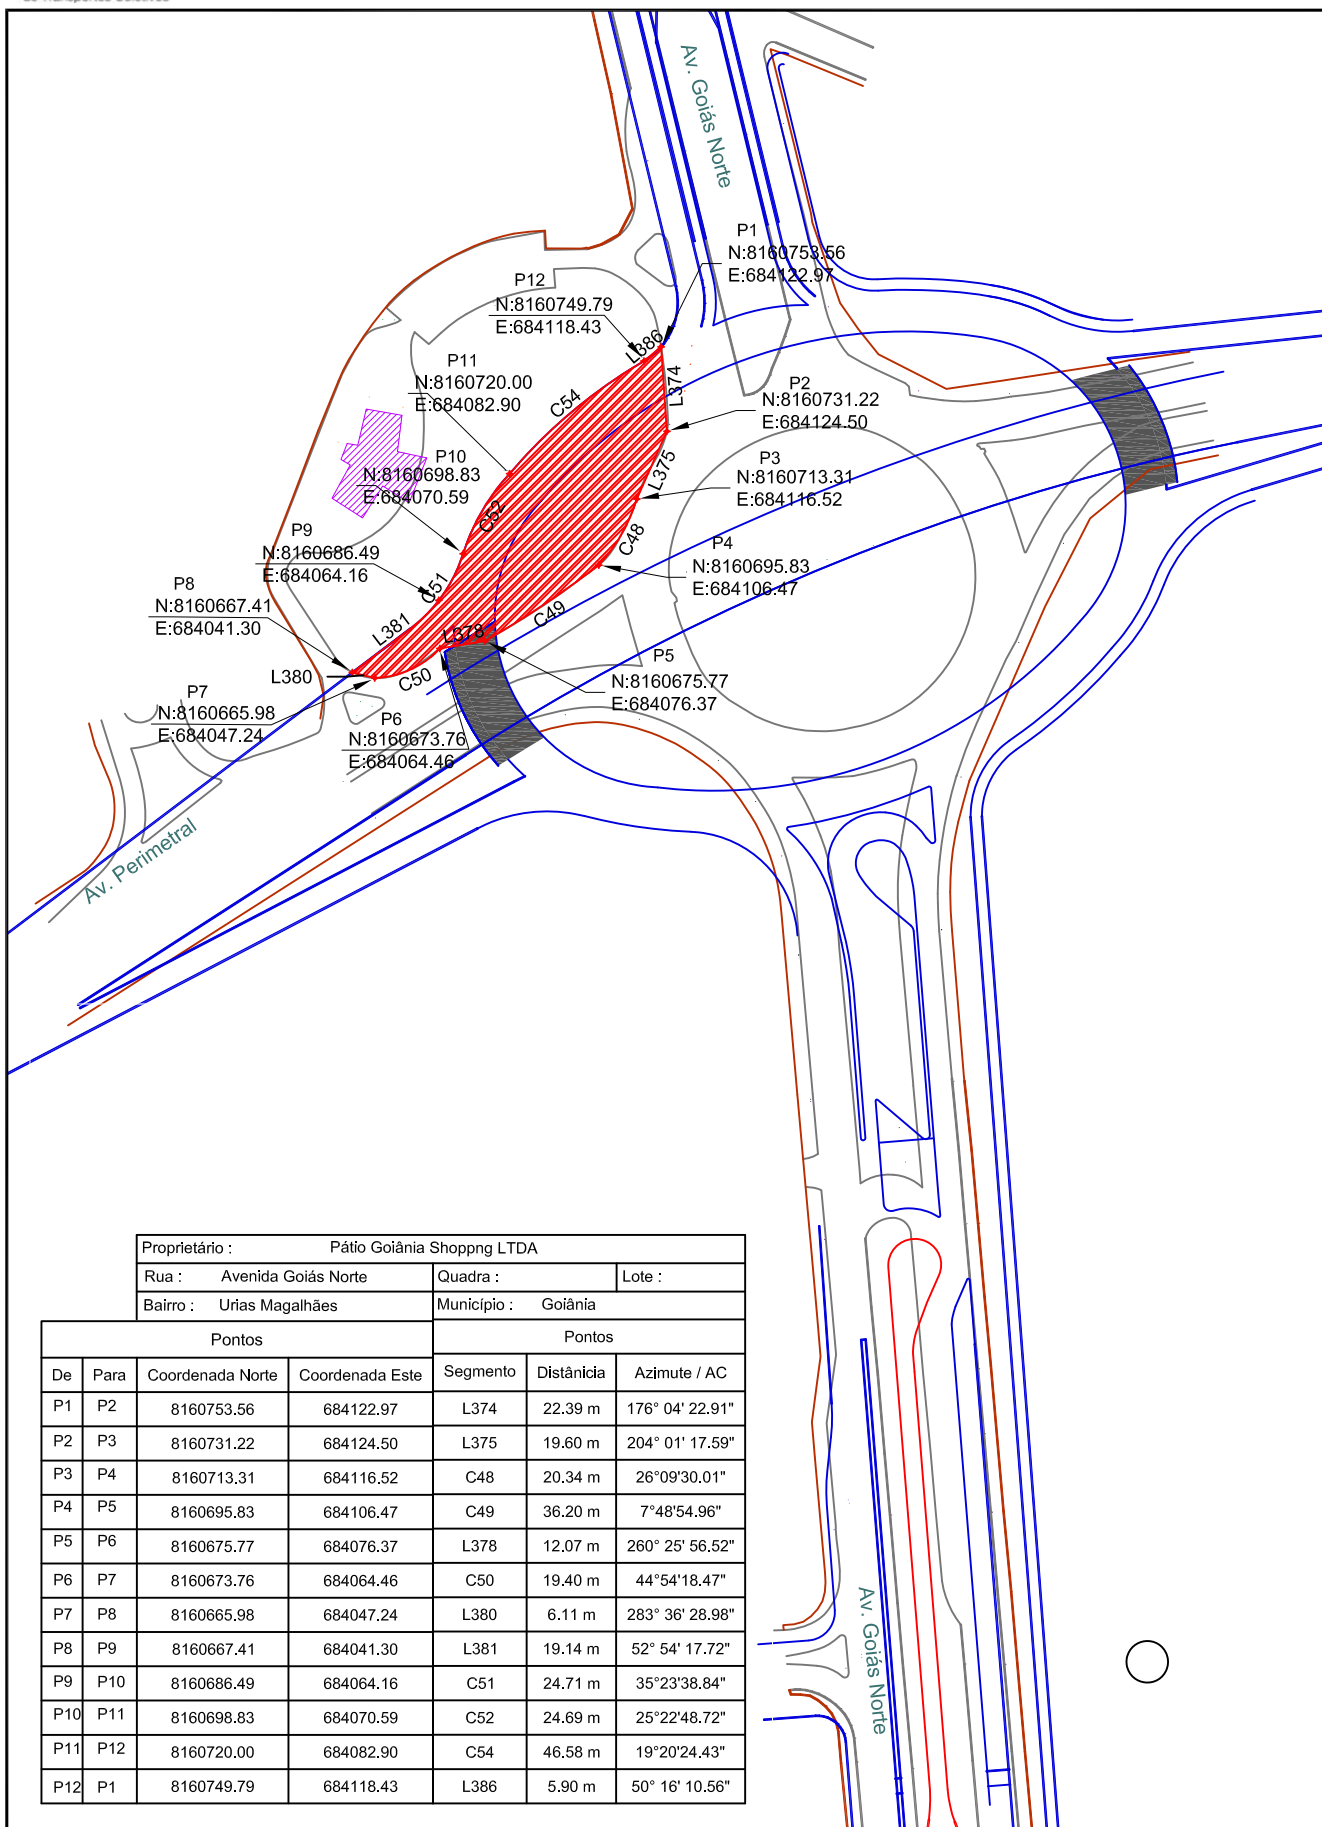 Av. Goiás Norte
P1
N:8160753.56
E:684122.97
P12
N:8160749.79
E:684118.43
L386
P11
N:8160720.00
E:684082.90
C54
L374
P2
N:8160731.22
E:684124.50
P10
N:8160698.83
E:684070.59
L375
P3
N:8160713.31
E:684116.52
C52
P9
N:8160686.49
E:684064.16
C48
P4
N:8160695.83
E:684106.47
P8
N:8160667.41
E:684041.30
C51
L381
C49
L378
L380
C50
P5
N:8160675.77
E:684076.37
P7
N:8160665.98
E:684047.24
P6
N:8160673.76
E:684064.46
Av. Perimetral
Proprietário : Pátio Goiânia Shoppng LTDA
Rua : Avenida Goiás Norte Quadra : Lote :
Bairro : Urias Magalhães Município : Goiânia
Pontos Pontos
De Para Coordenada Norte Coordenada Este Segmento Distânicia Azimute / AC
P1 P2 8160753.56 684122.97 L374 22.39 m 176° 04' 22.91"
P2 P3 8160731.22 684124.50 L375 19.60 m 204° 01' 17.59"
P3 P4 8160713.31 684116.52 C48 20.34 m 26°09'30.01"
P4 P5 8160695.83 684106.47 C49 36.20 m 7°48'54.96"
P5 P6 8160675.77 684076.37 L378 12.07 m 260° 25' 56.52"
P6 P7 8160673.76 684064.46 C50 19.40 m 44°54'18.47"
P7 P8 8160665.98 684047.24 L380 6.11 m 283° 36' 28.98"
P8 P9 8160667.41 684041.30 L381 19.14 m 52° 54' 17.72"
P9 P10 8160686.49 684064.16 C51 24.71 m 35°23'38.84"
P10 P11 8160698.83 684070.59 C52 24.69 m 25°22'48.72"
P11 P12 8160720.00 684082.90 C54 46.58 m 19°20'24.43"
P12 P1 8160749.79 684118.43 L386 5.90 m 50° 16' 10.56"
Av. Goiás Norte